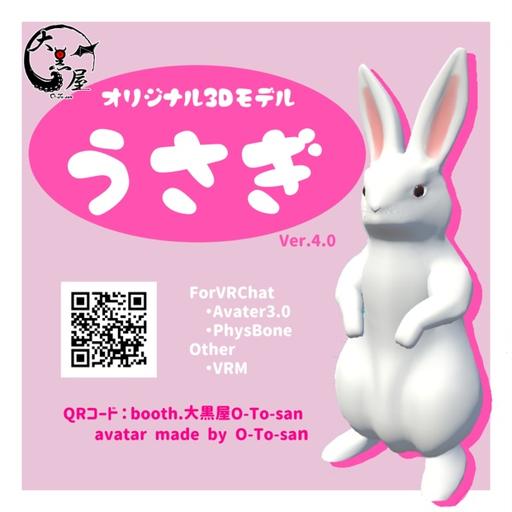 大黒屋
O-To-san
オリジナル3Dモデル
うさぎ
Ver.4.0
ForVRChat
・Avater3.0
・PhysBone
Other
・VRM
QRコード：booth.大黒屋O-To-san
avatar made by O-To-san